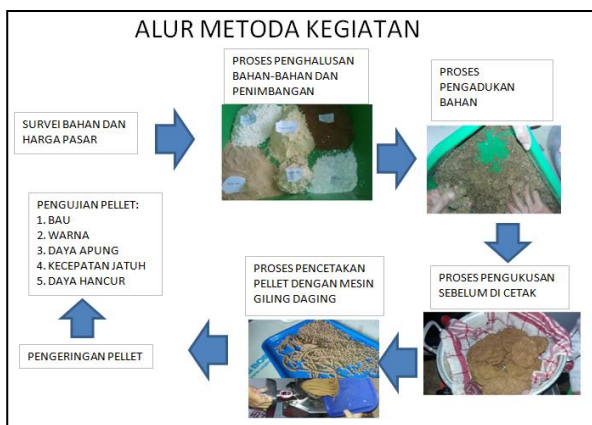 ALUR METODA KEGIATAN
SURVEI BAHAN DAN
HARGA PASAR
PROSES PENGHALUSAN
BAHAN-BAHAN DAN
PENIMBANGAN
PROSES
PENGADUKAN
BAHAN
PROSES PENGUKUSAN
SEBELUM DI CETAK
PROSES PENCETAKAN
PELLET DENGAN MESIN
GILING DAGING
PENGERINGAN PELLET
PENGUJIAN PELLET:
1. BAU
2. WARNA
3. DAYA APUNG
4. KECEPATAN JATUH
5. DAYA HANCUR